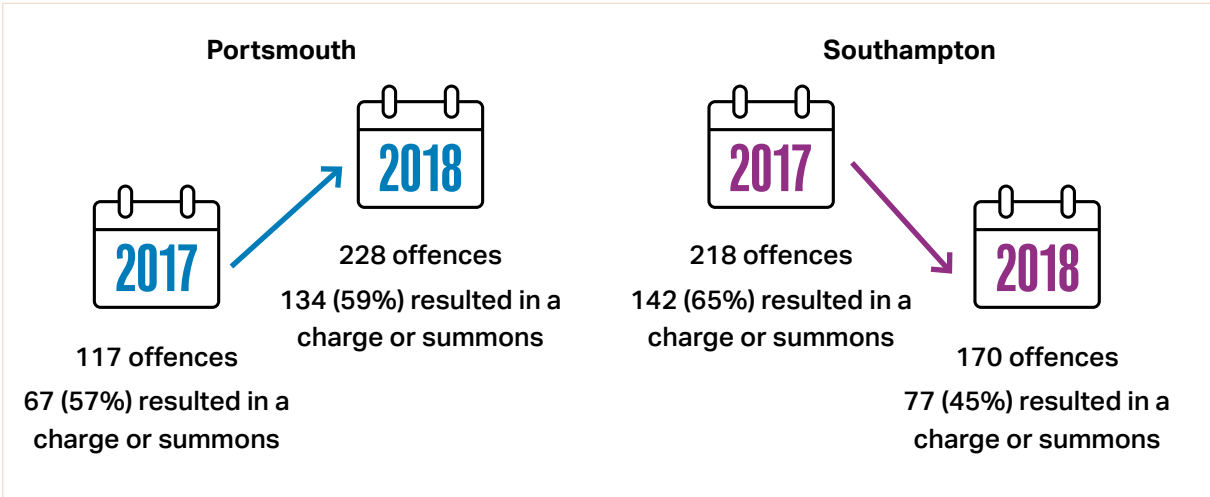 Portsmouth
2017
117 offences
67 (57%) resulted in a
charge or summons
2018
228 offences
134 (59%) resulted in a
charge or summons
Southampton
2017
218 offences
142 (65%) resulted in a
charge or summons
2018
170 offences
77 (45%) resulted in a
charge or summons